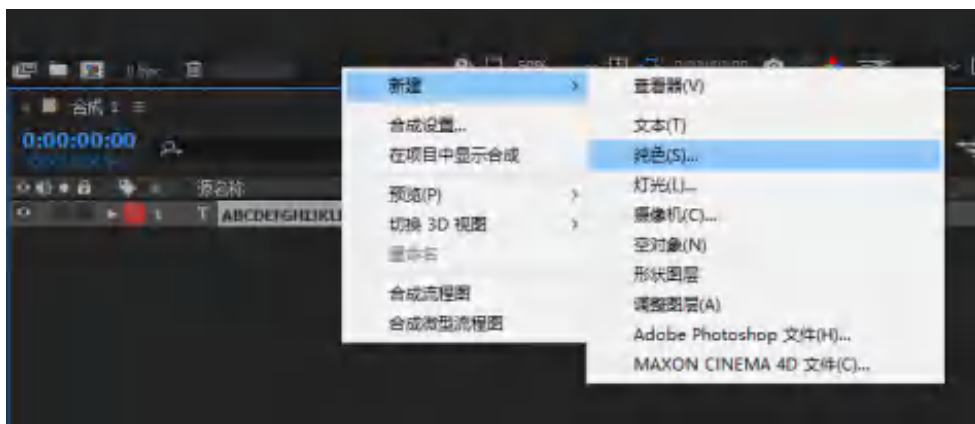 50%
合成 1
0:00:00:00
源名称
1 T ABCDEFGHIJKL
新建
合成设置...
在项目中显示合成
预览(P)
切换 3D 视图
重命名
合成流程图
合成微型流程图
查看器(V)
文本(T)
纯色(S)...
灯光(L)...
摄像机(C)...
空对象(N)
形状图层
调整图层(A)
Adobe Photoshop 文件(H)...
MAXON CINEMA 4D 文件(C)...